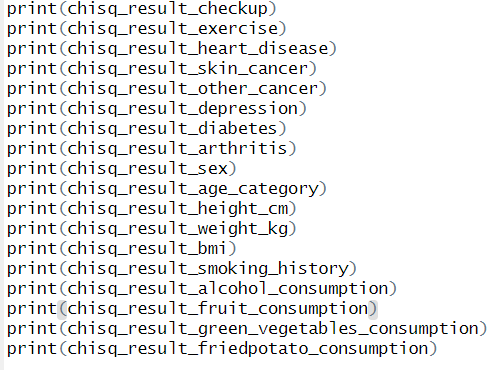 print(chisq_result_checkup)
print(chisq_result_exercise)
print(chisq_result_heart_disease)
print(chisq_result_skin_cancer)
print(chisq_result_other_cancer)
print(chisq_result_depression)
print(chisq_result_diabetes)
print(chisq_result_arthritis)
print(chisq_result_sex)
print(chisq_result_age_category)
print(chisq_result_height_cm)
print(chisq_result_weight_kg)
print(chisq_result_bmi)
print(chisq_result_smoking_history)
print(chisq_result_alcohol_consumption)
print(chisq_result_fruit_consumption)
print(chisq_result_green_vegetables_consumption)
print(chisq_result_friedpotato_consumption)